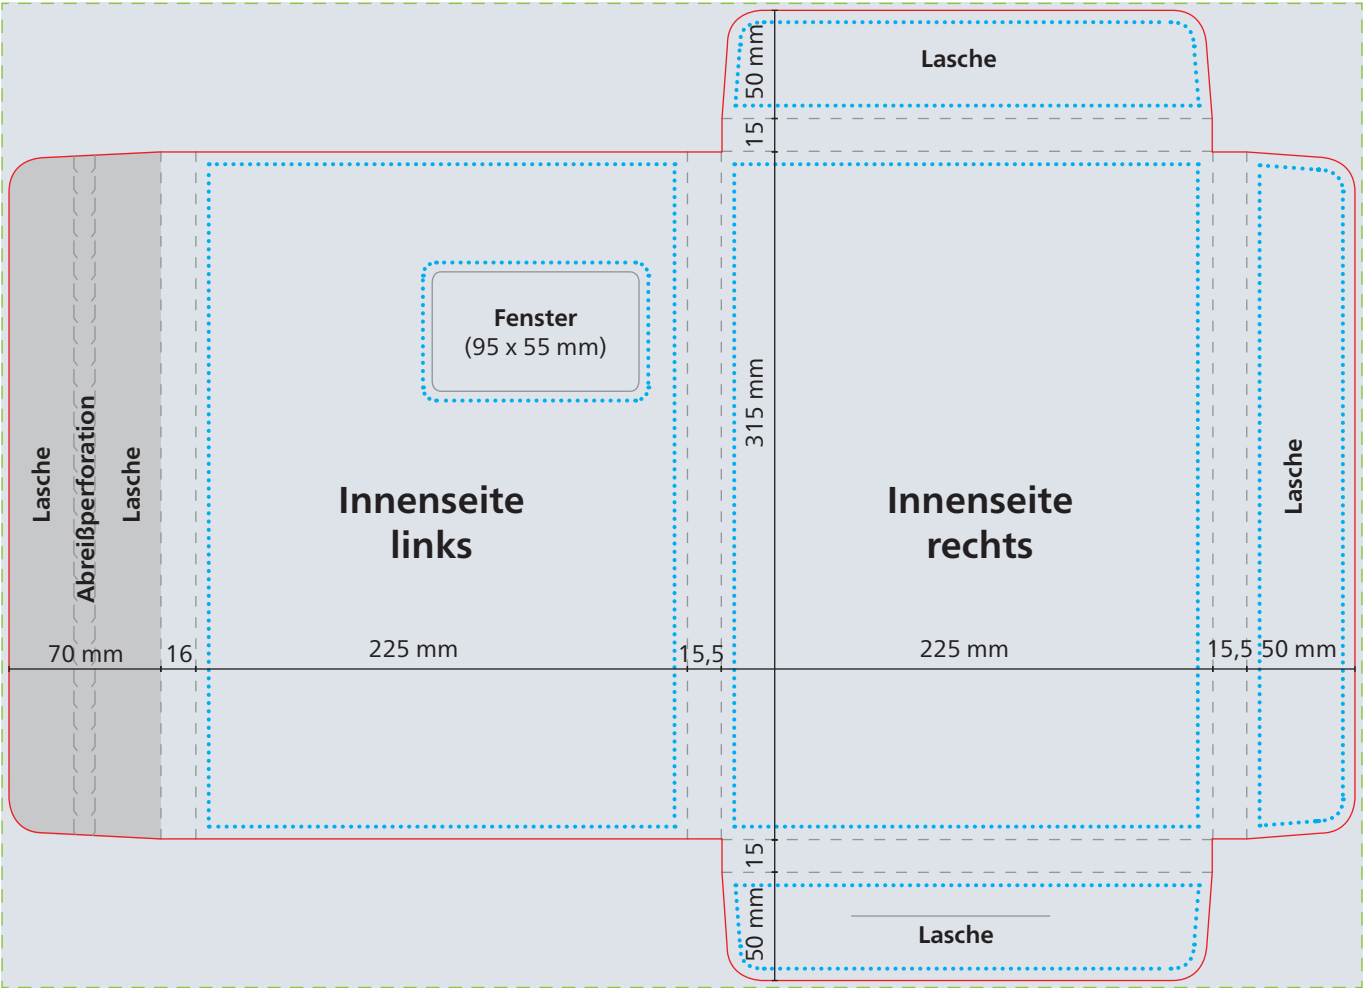 50 mm
Lasche
15
Fenster
(95 x 55 mm)
315 mm
Lasche
Abreißperforation
Lasche
Innenseite
links
Innenseite
rechts
Lasche
70 mm
16
225 mm
15,5
225 mm
15,5
50 mm
15
50 mm
Lasche